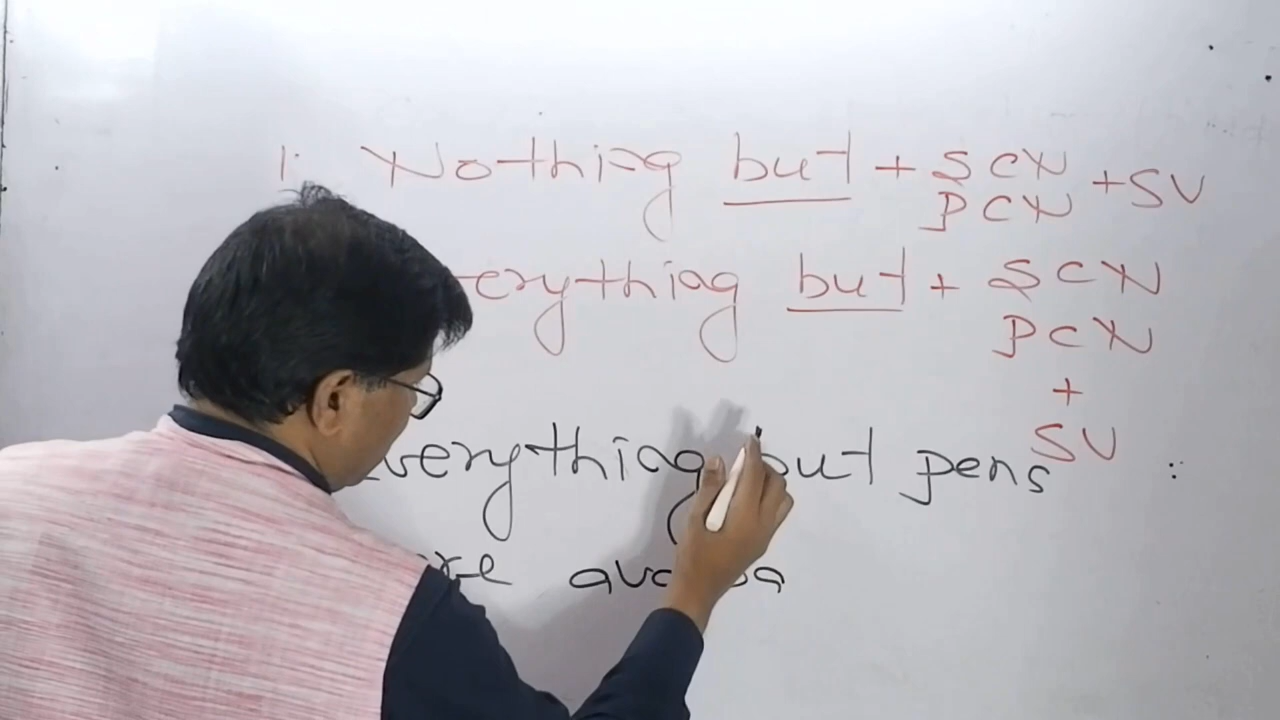 1. Nothing but + SCN + SV
PCN
erything but + SCN
PCN
+
SV
verything but pens :
are